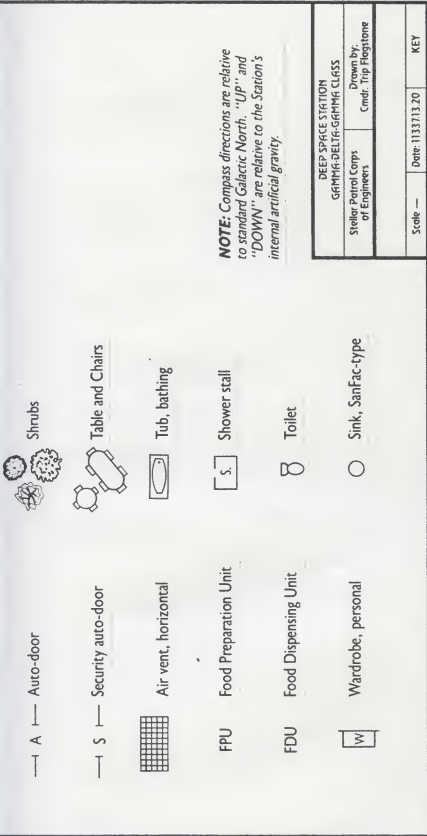 — A — Auto-door
— S — Security auto-door
Air vent, horizontal
FPU Food Preparation Unit
FDU Food Dispensing Unit
W Wardrobe, personal
Shrubs
Table and Chairs
Tub, bathing
S. Shower stall
Toilet
Sink, SanFac-type
NOTE: Compass directions are relative
to standard Galactic North. "UP" and
"DOWN" are relative to the Station's
internal artificial gravity.
DEEP SPACE STATION
GAMMA-DELTA-GAMMA CLASS
Stellar Patrol Corps
of Engineers
Drawn by:
Cmdr. Trip Flagstone
Scale —
Date: 1133713.20
KEY